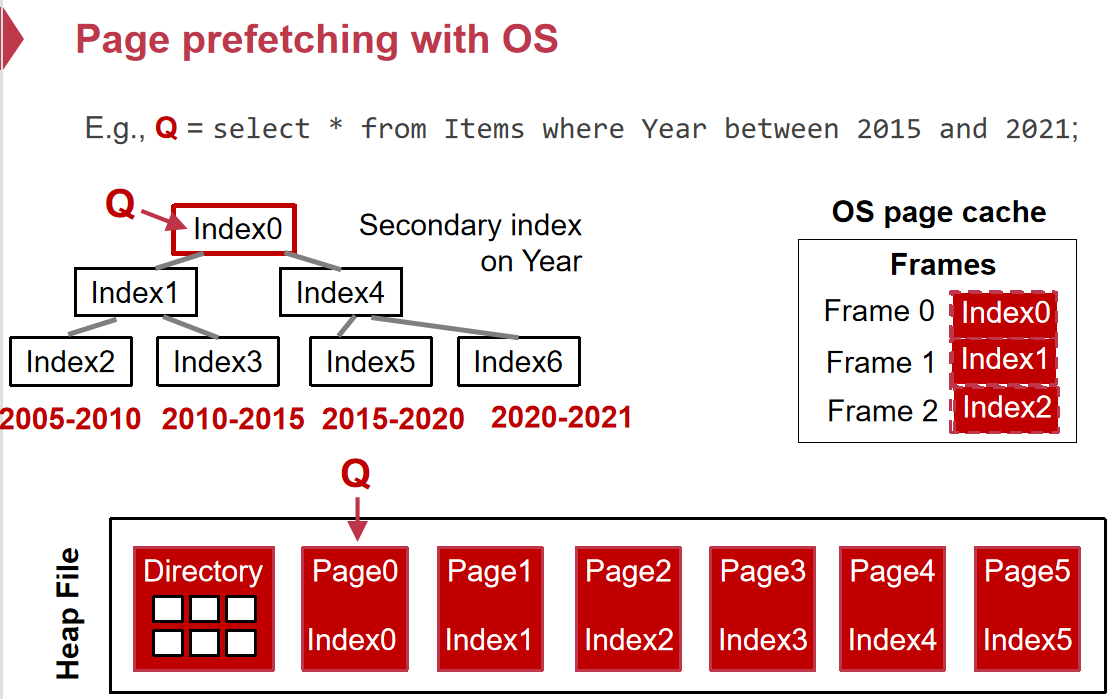 Page prefetching with OS
E.g., Q = select * from Items where Year between 2015 and 2021;
Q
Index0
Secondary index
on Year
Index1
Index4
Index2
Index3
Index5
Index6
2005-2010
2010-2015
2015-2020
2020-2021
OS page cache
Frames
Frame 0
Index0
Frame 1
Index1
Frame 2
Index2
Q
Heap File
Directory
Page0
Index0
Page1
Index1
Page2
Index2
Page3
Index3
Page4
Index4
Page5
Index5